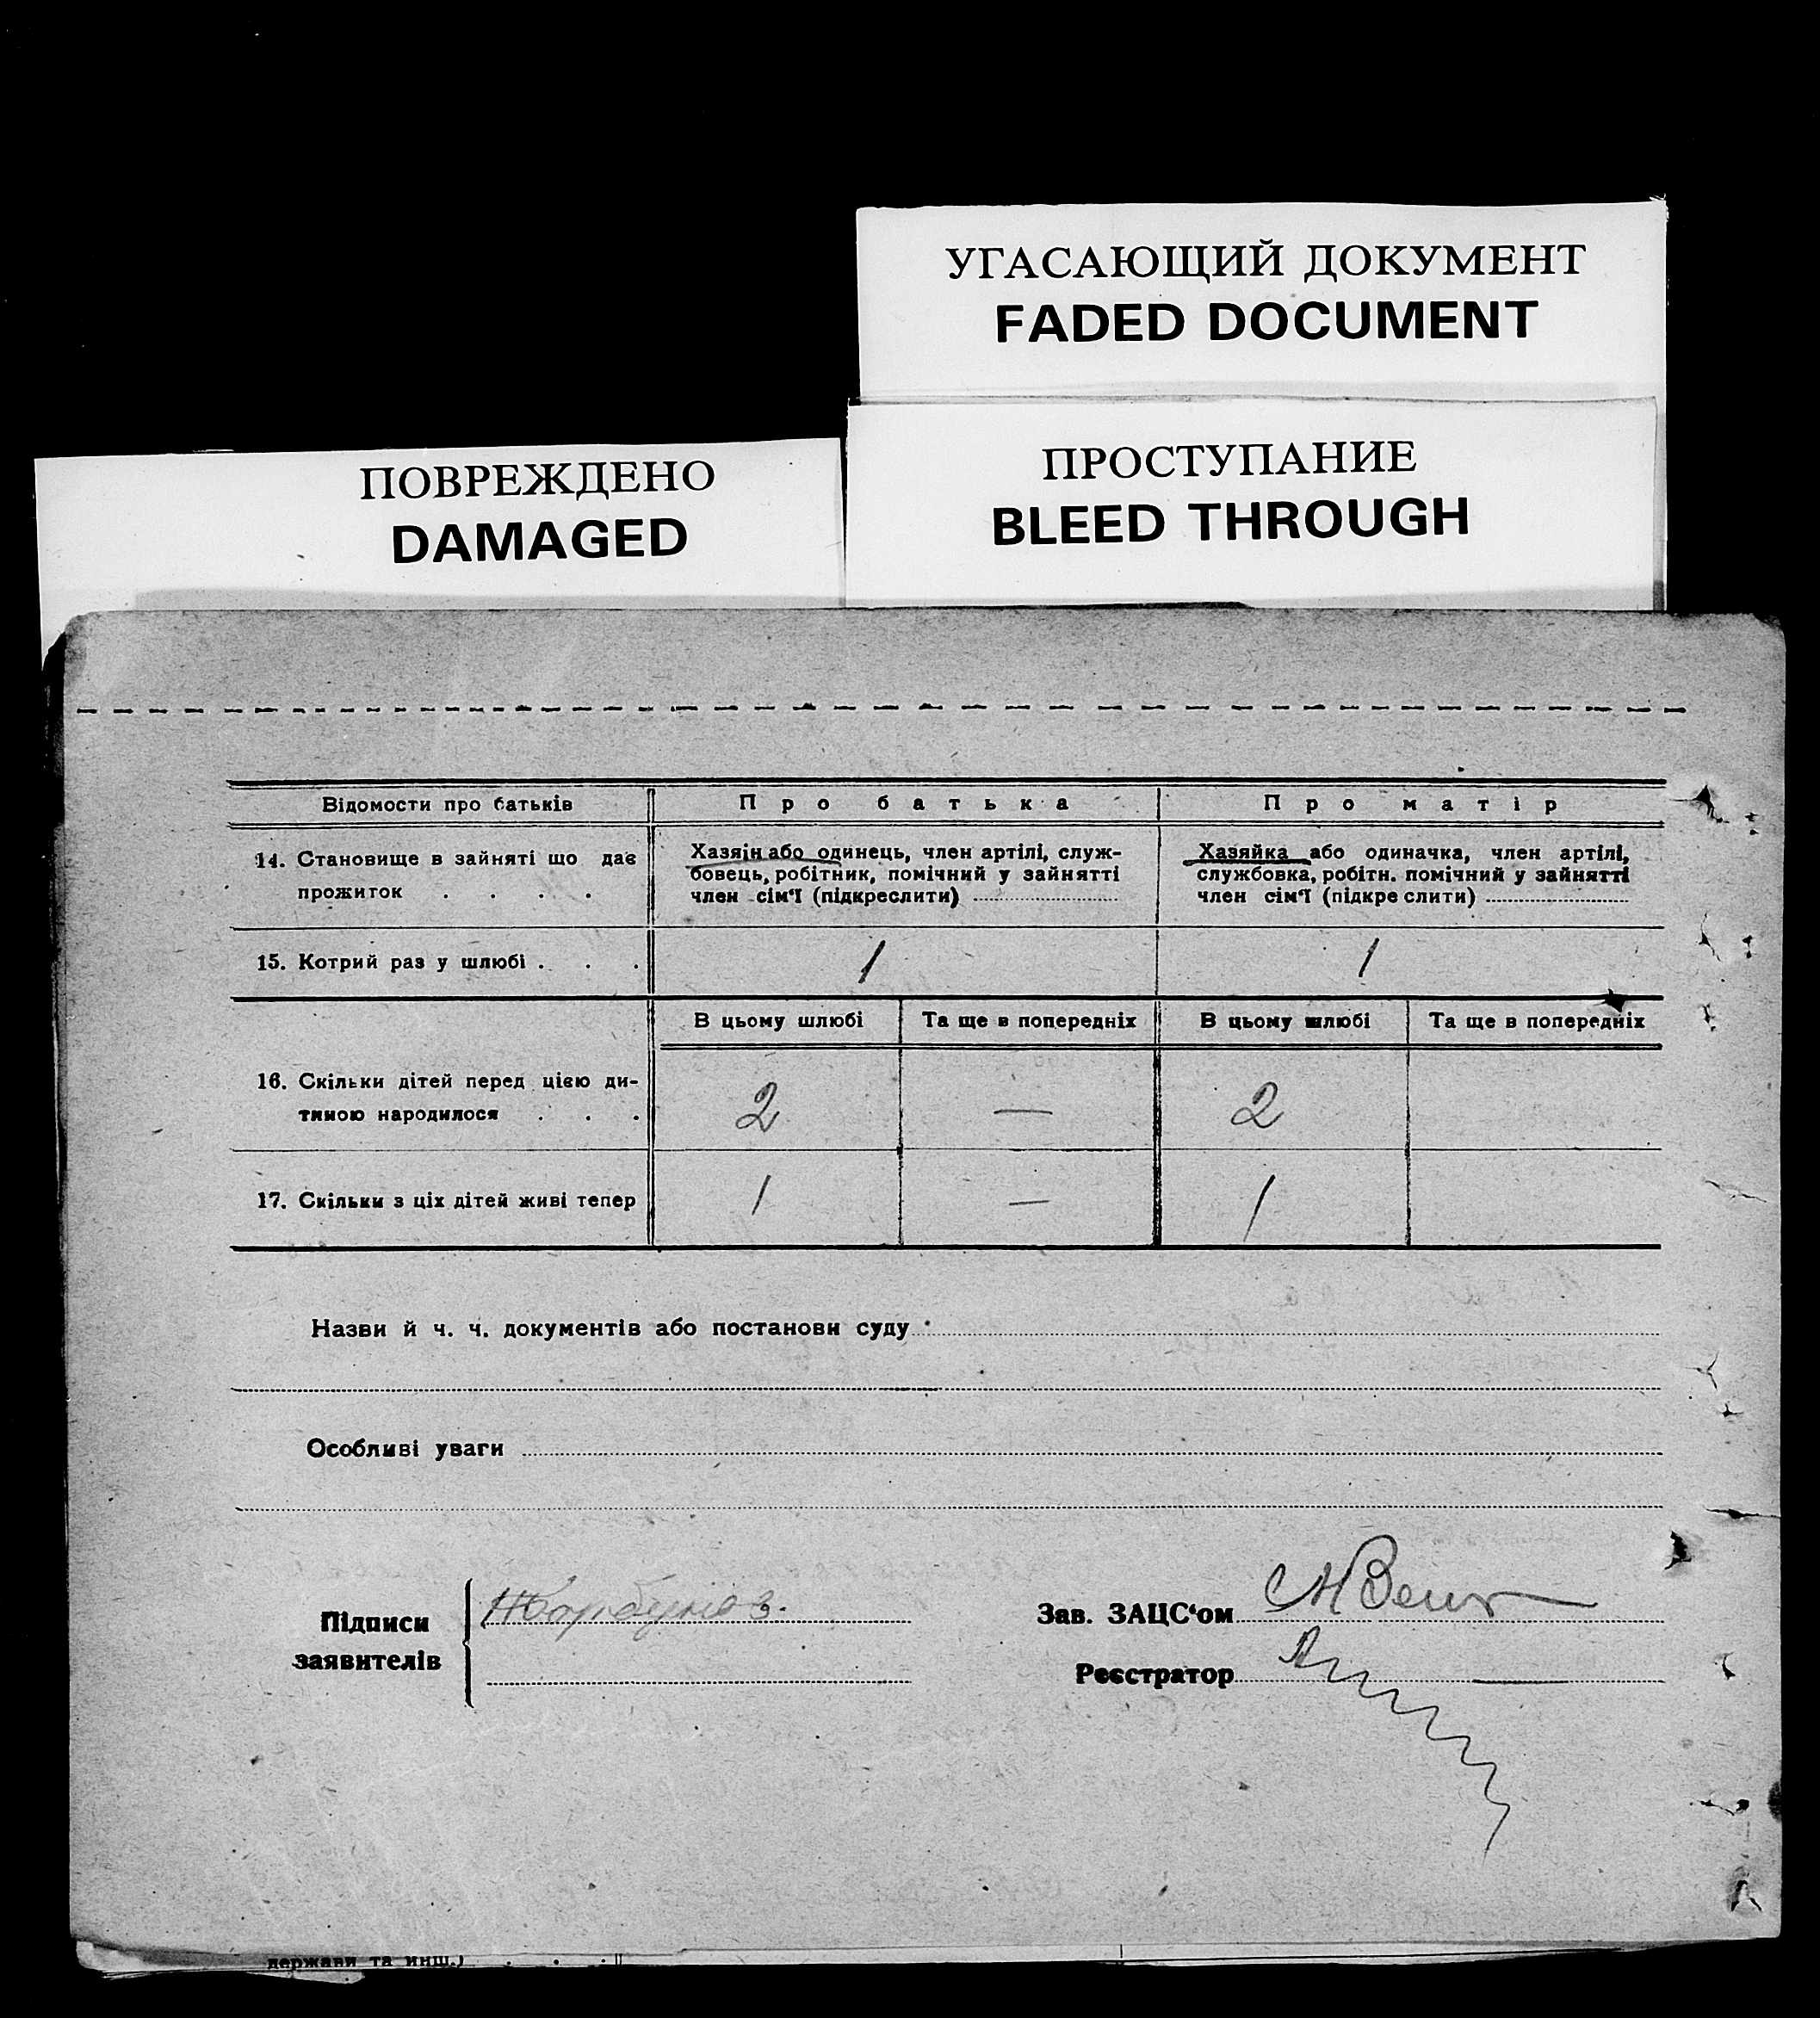 УГАСАЮЩИЙ ДОКУМЕНТ
FADED DOCUMENT
ПРОСТУПАНИЕ
BLEED THROUGH
ПОВРЕЖДЕНО
DAMAGED
Відомости про батьків Про батька Про матір
14. Становище в зайняті що дає прожиток . . . .
Хазяїн або одинець, член артілі, служ-
бовець, робітник, помічний у зайнятті
член сім'ї (підкреслити)
Хазяйка або одиначка, член артілі,
службовка, робітн. помічний у зайнятті
член сім'ї (підкреслити)
15. Котрий раз у шлюбі . . . 1 1
В цьому шлюбі Та ще в попередніх В цьому шлюбі Та ще в попередніх
16. Скільки дітей перед цією ди-
тиною народилося . . . 2 — 2
17. Скільки з ціх дітей живі тепер 1 — 1
Назви й ч. ч. документів або постанови суду
Особливі уваги
Підписи
заявителів
Зав. ЗАЦС'ом
Реєстратор
держави та инш.)